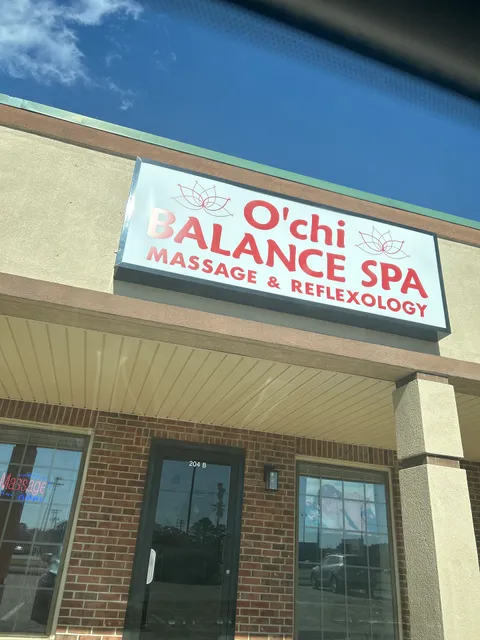 O'chi
BALANCE SPA
MASSAGE & REFLEXOLOGY
204 B
Massage